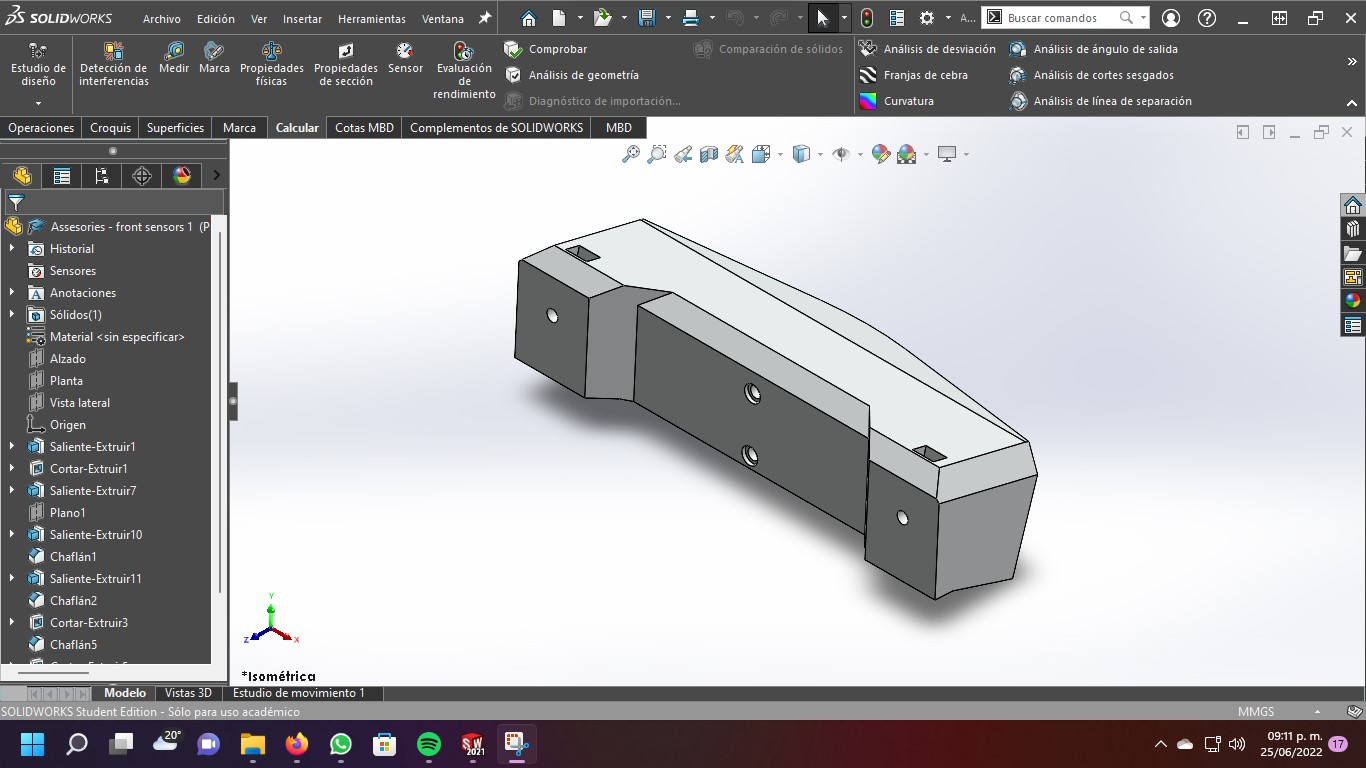 SOLIDWORKS
Archivo Edición Ver Insertar Herramientas Ventana
A...
Buscar comandos
Estudio de
diseño
Detección de
interferencias
Medir
Marca
Propiedades
físicas
Propiedades
de sección
Sensor
Evaluación
de
rendimiento
Comprobar
Análisis de geometría
Diagnóstico de importación...
Comparación de sólidos
Análisis de desviación
Franjas de cebra
Curvatura
Análisis de ángulo de salida
Análisis de cortes sesgados
Análisis de línea de separación
Operaciones Croquis Superficies Marca Calcular Cotas MBD Complementos de SOLIDWORKS MBD
Assesories - front sensors 1 (P
Historial
Sensores
Anotaciones
Sólidos(1)
Material <sin especificar>
Alzado
Planta
Vista lateral
Origen
Saliente-Extruir1
Cortar-Extruir1
Saliente-Extruir7
Plano1
Saliente-Extruir10
Chaflán1
Saliente-Extruir11
Chaflán2
Cortar-Extruir3
Chaflán5
Y
Z
X
*Isométrica
Modelo Vistas 3D Estudio de movimiento 1
SOLIDWORKS Student Edition - Sólo para uso académico
MMGS
20°
SW
2021
09:11 p. m.
25/06/2022
17